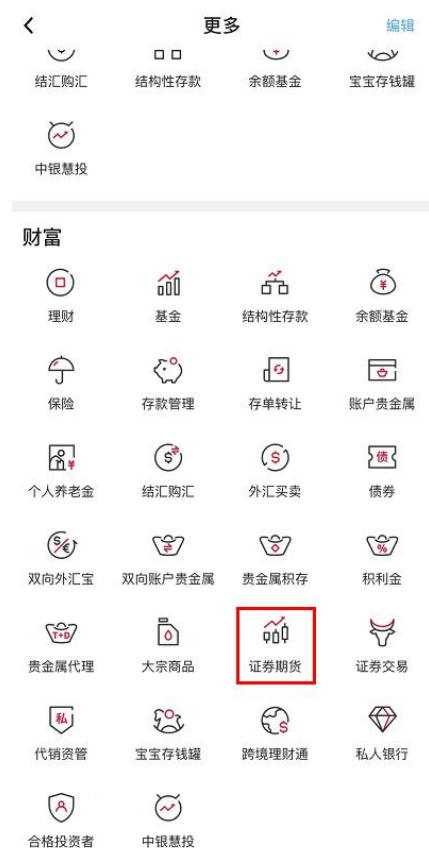 更多 编辑
结汇购汇 结构性存款 余额基金 宝宝存钱罐
中银慧投
财富
理财 基金 结构性存款 余额基金
¥
保险 存款管理 存单转让 账户贵金属
债
¥ $ $
个人养老金 结汇购汇 外汇买卖 债券
$ € %
双向外汇宝 双向账户贵金属 贵金属积存 积利金
T+D
贵金属代理 大宗商品 证券期货 证券交易
私 $
代销资管 宝宝存钱罐 跨境理财通 私人银行
合格投资者 中银慧投